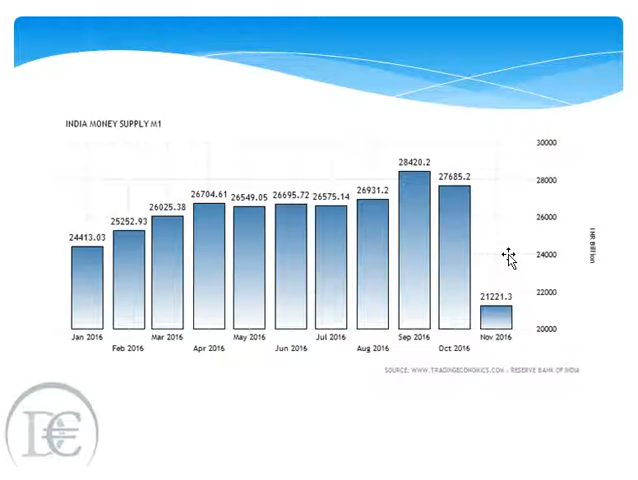 INDIA MONEY SUPPLY M1
30000
28420.2
27685.2
28000
26931.2
26704.61
26695.72
26575.14
26549.05
26025.38
26000
25252.93
24413.03
24000
INR Billion
22000
21221.3
20000
Jan 2016
Feb 2016
Mar 2016
Apr 2016
May 2016
Jun 2016
Jul 2016
Aug 2016
Sep 2016
Oct 2016
Nov 2016
SOURCE: WWW.TRADINGECONOMICS.COM | RESERVE BANK OF INDIA